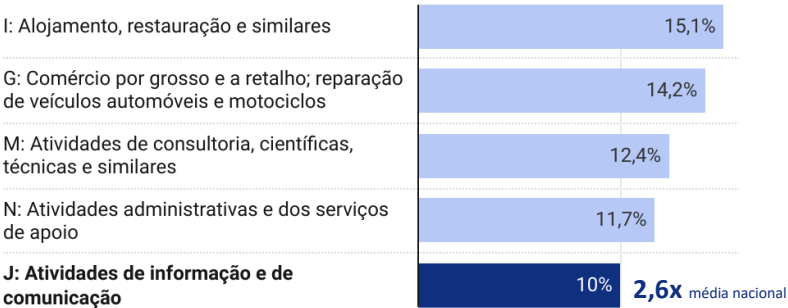 I: Alojamento, restauração e similares
15,1%
G: Comércio por grosso e a retalho; reparação
de veículos automóveis e motociclos
14,2%
M: Atividades de consultoria, científicas,
técnicas e similares
12,4%
N: Atividades administrativas e dos serviços
de apoio
11,7%
J: Atividades de informação e de
comunicação
10%
2,6x média nacional